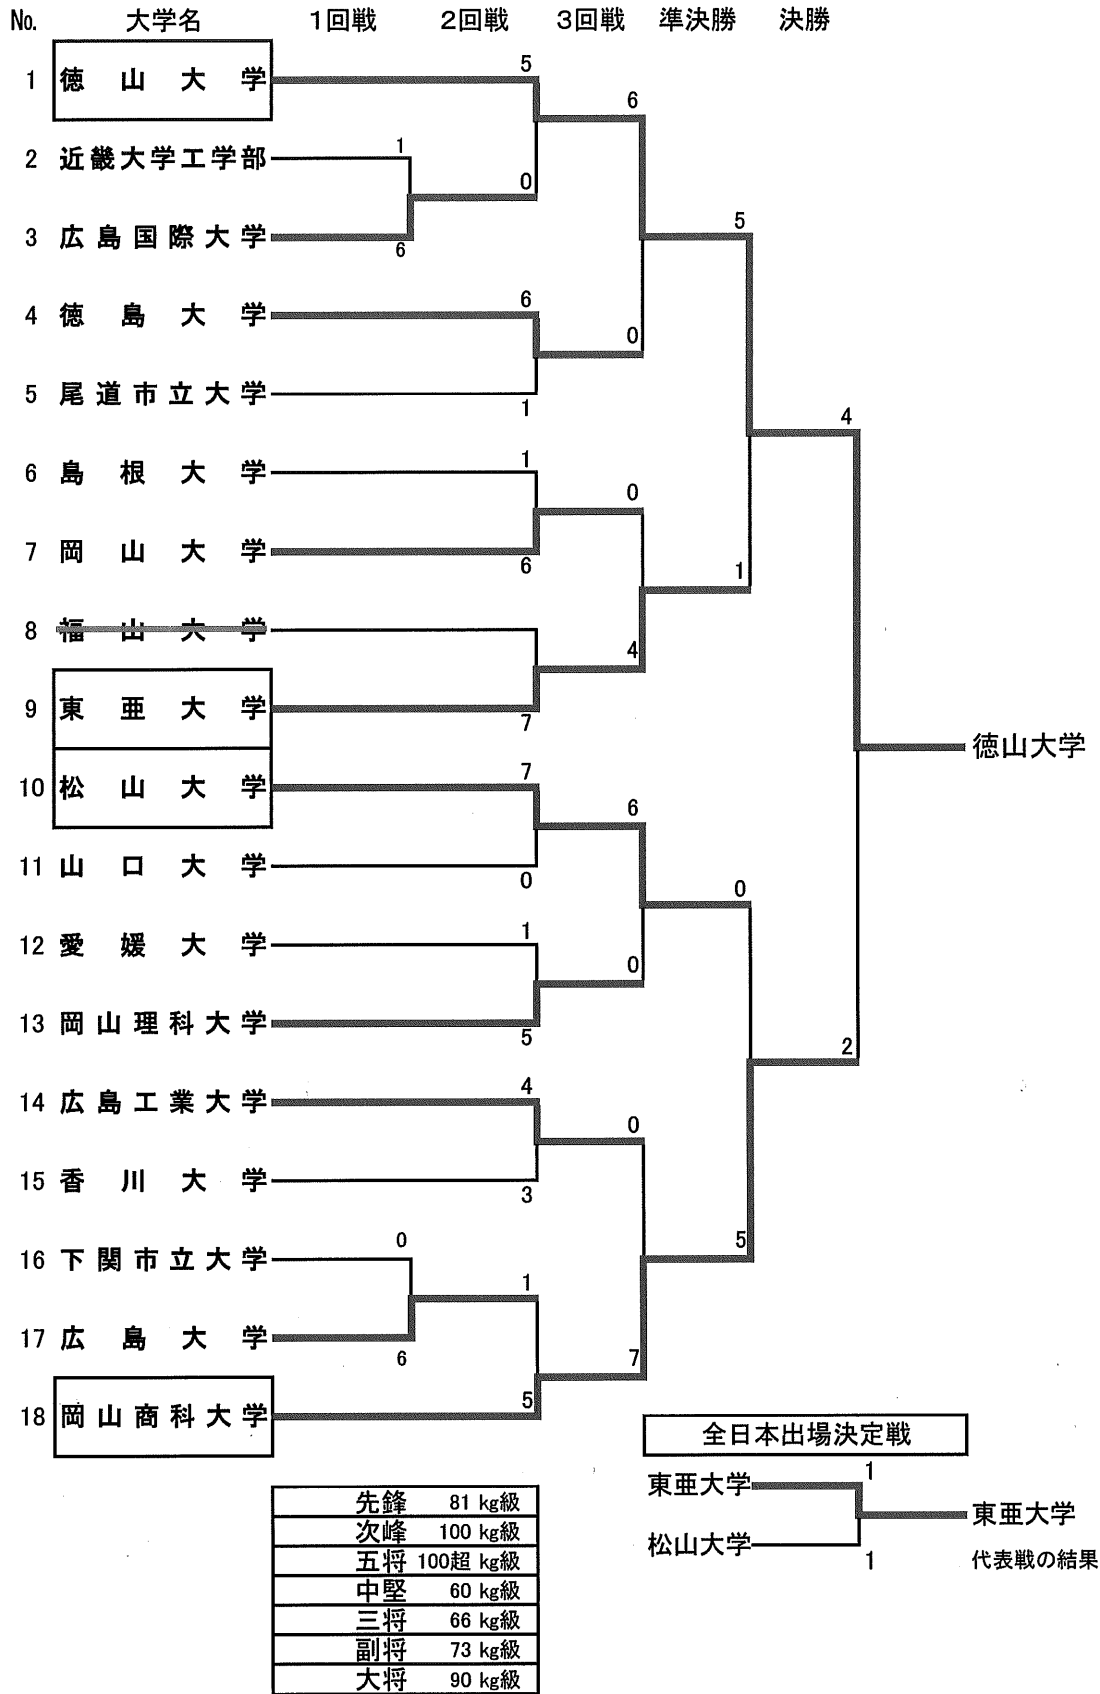 No. 大学名 1回戦 2回戦 3回戦 準決勝 決勝
5
1 徳山大学
6
2 近畿大学工学部 1
0
3 広島国際大学 5
6
4 徳島大学 6
0
5 尾道市立大学
1
4
6 島根大学 1
0
7 岡山大学
6 1
8 福山大学
4
9 東亜大学
7
徳山大学
10 松山大学 7
6
11 山口大学
0 0
12 愛媛大学 1
0
13 岡山理科大学
5 2
14 広島工業大学 4
0
15 香川大学
3
16 下関市立大学 0 5
1
17 広島大学
6 7
18 岡山商科大学 5
全日本出場決定戦
東亜大学 1
東亜大学
松山大学 1 代表戦の結果
先鋒 81 kg級
次峰 100 kg級
五将 100超 kg級
中堅 60 kg級
三将 66 kg級
副将 73 kg級
大将 90 kg級